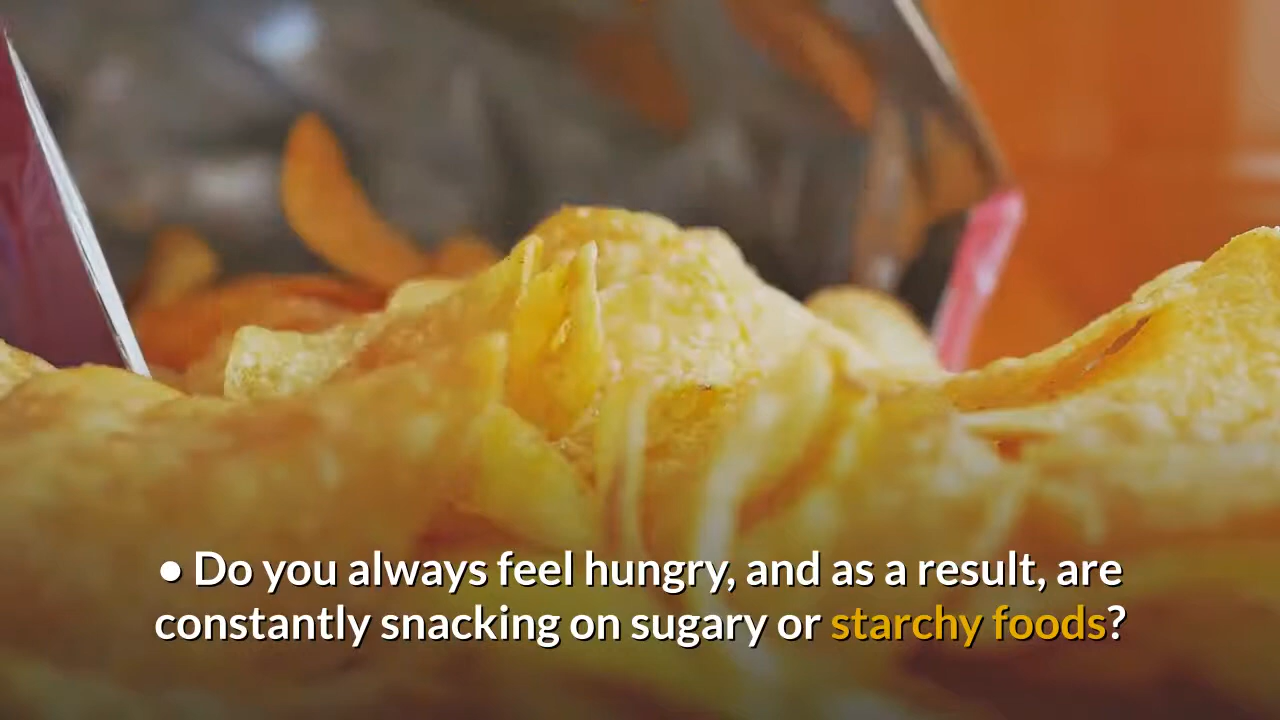 • Do you always feel hungry, and as a result, are
constantly snacking on sugary or starchy foods?